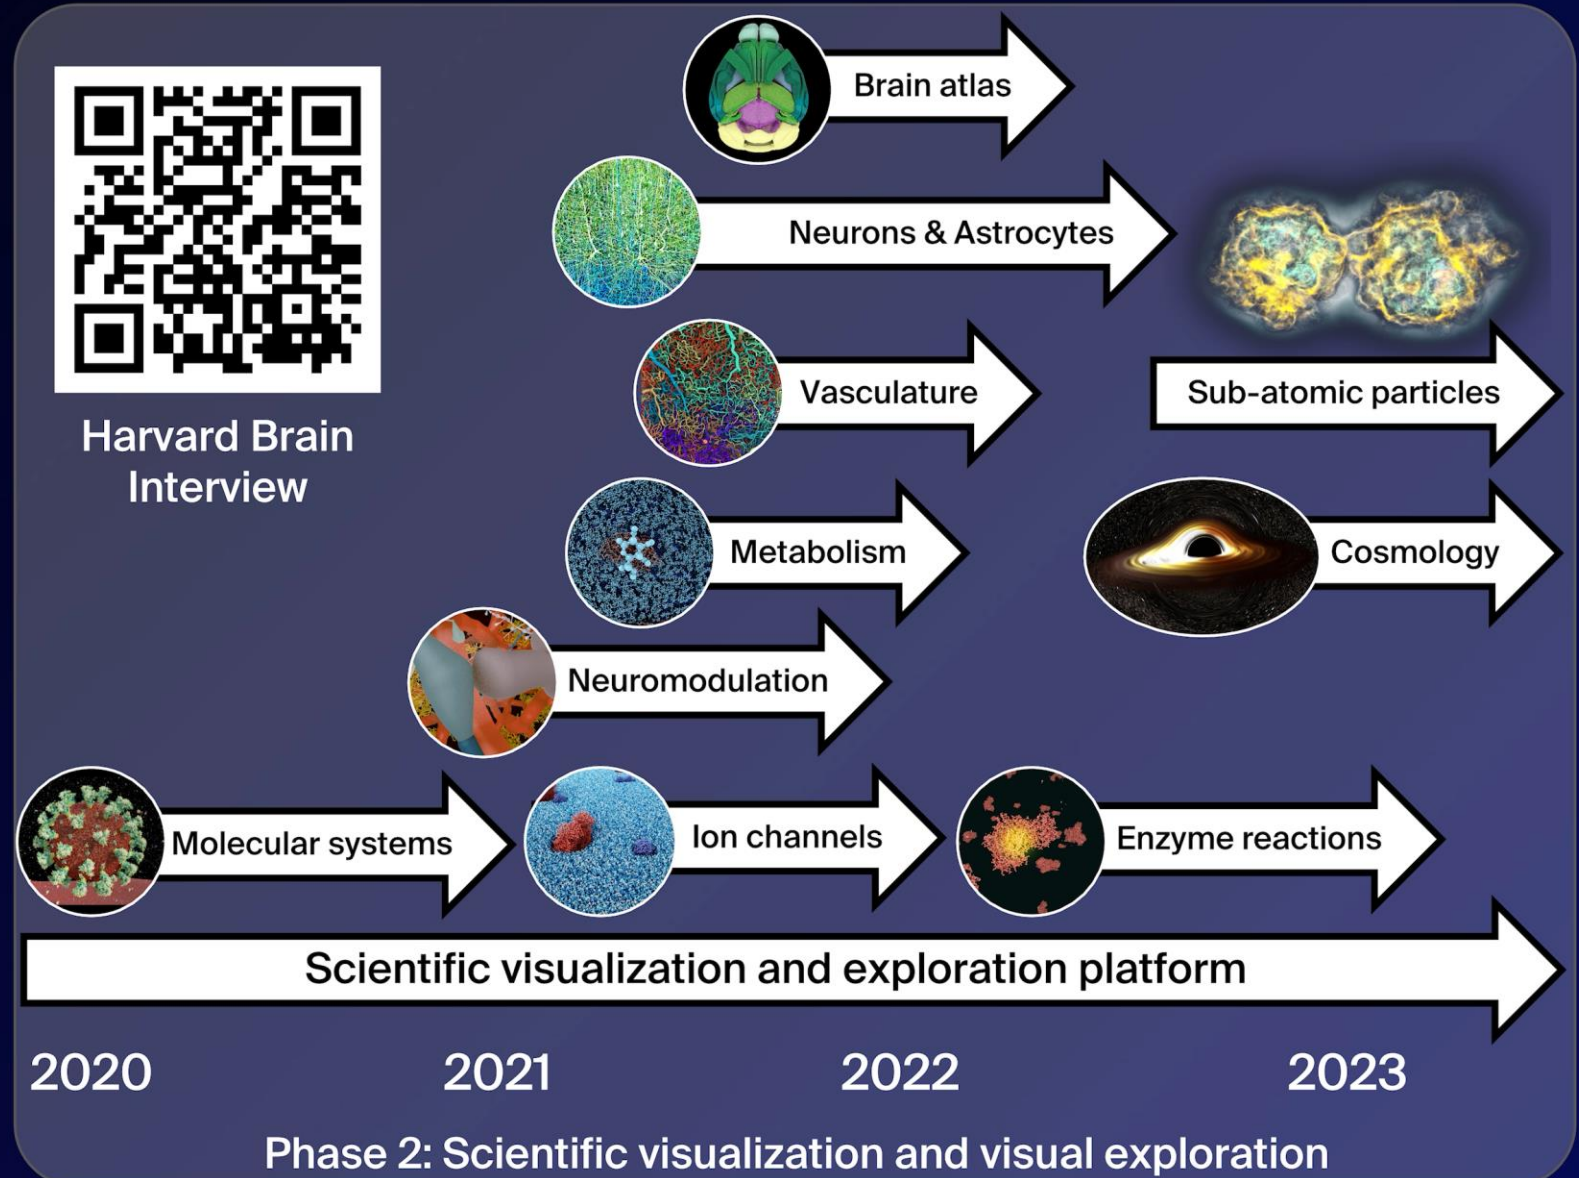 Brain atlas
Neurons & Astrocytes
Vasculature
Sub-atomic particles
Harvard Brain
Interview
Metabolism
Cosmology
Neuromodulation
Molecular systems
Ion channels
Enzyme reactions
Scientific visualization and exploration platform
2020
2021
2022
2023
Phase 2: Scientific visualization and visual exploration